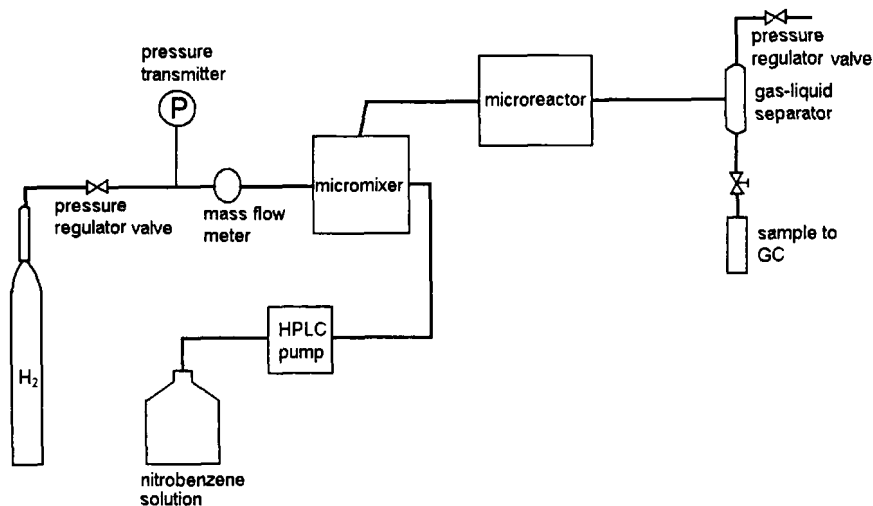 pressure
transmitter
P
pressure
regulator valve
mass flow
meter
micromixer
microreactor
pressure
regulator valve
gas-liquid
separator
sample to
GC
HPLC
pump
H₂
nitrobenzene
solution